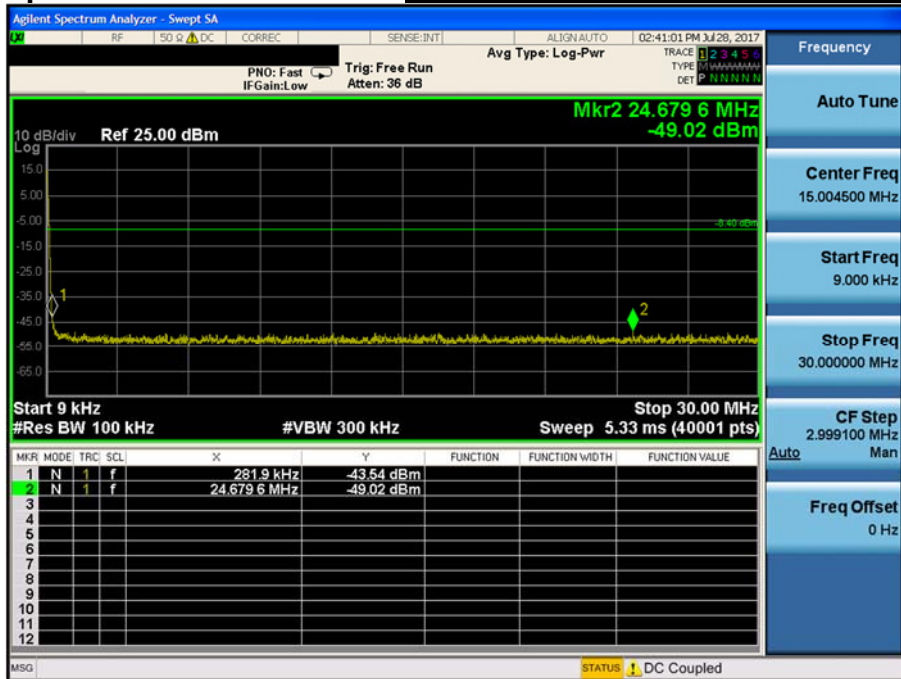 Agilent Spectrum Analyzer - Swept SA
LXI RF 50 Ω DC CORREC SENSE:INT ALIGN AUTO 02:41:01 PM Jul 28, 2017
Avg Type: Log-Pwr
TRACE 1 2 3 4 5 6
PNO: Fast Trig: Free Run
TYPE M
IFGain:Low Atten: 36 dB
DET P N N N N N
Mkr2 24.679 6 MHz
-49.02 dBm
10 dB/div Ref 25.00 dBm
Log
15.0
5.00
-5.00
-8.40 dBm
-15.0
-25.0
-35.0
1
-45.0
2
-55.0
-65.0
Start 9 kHz Stop 30.00 MHz
#Res BW 100 kHz #VBW 300 kHz Sweep 5.33 ms (40001 pts)
MKR MODE TRC SCL X Y FUNCTION FUNCTION WIDTH FUNCTION VALUE
1 N 1 f 281.9 kHz -43.54 dBm
2 N 1 f 24.679 6 MHz -49.02 dBm
3
4
5
6
7
8
9
10
11
12
MSG STATUS DC Coupled
Frequency
Auto Tune
Center Freq
15.004500 MHz
Start Freq
9.000 kHz
Stop Freq
30.000000 MHz
CF Step
2.999100 MHz
Auto Man
Freq Offset
0 Hz